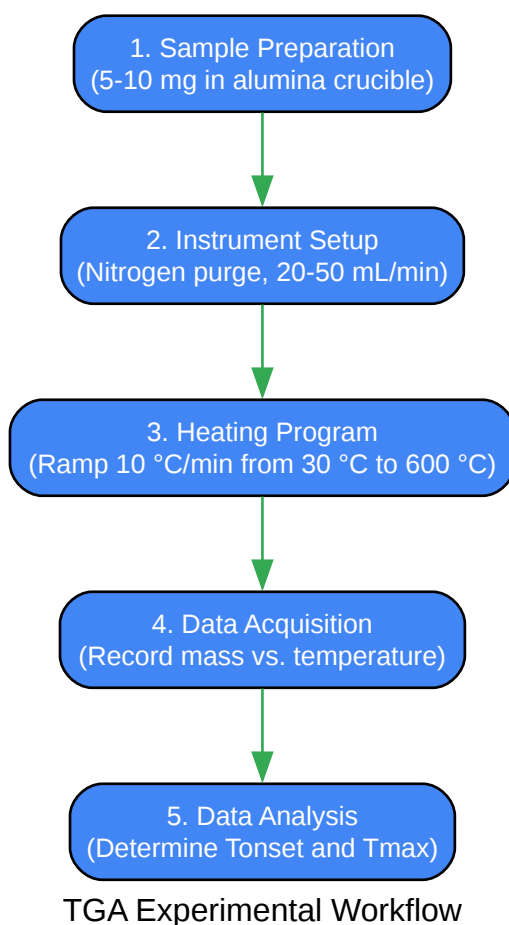 1. Sample Preparation
(5-10 mg in alumina crucible)
2. Instrument Setup
(Nitrogen purge, 20-50 mL/min)
3. Heating Program
(Ramp 10 °C/min from 30 °C to 600 °C)
4. Data Acquisition
(Record mass vs. temperature)
5. Data Analysis
(Determine Tonset and Tmax)
TGA Experimental Workflow